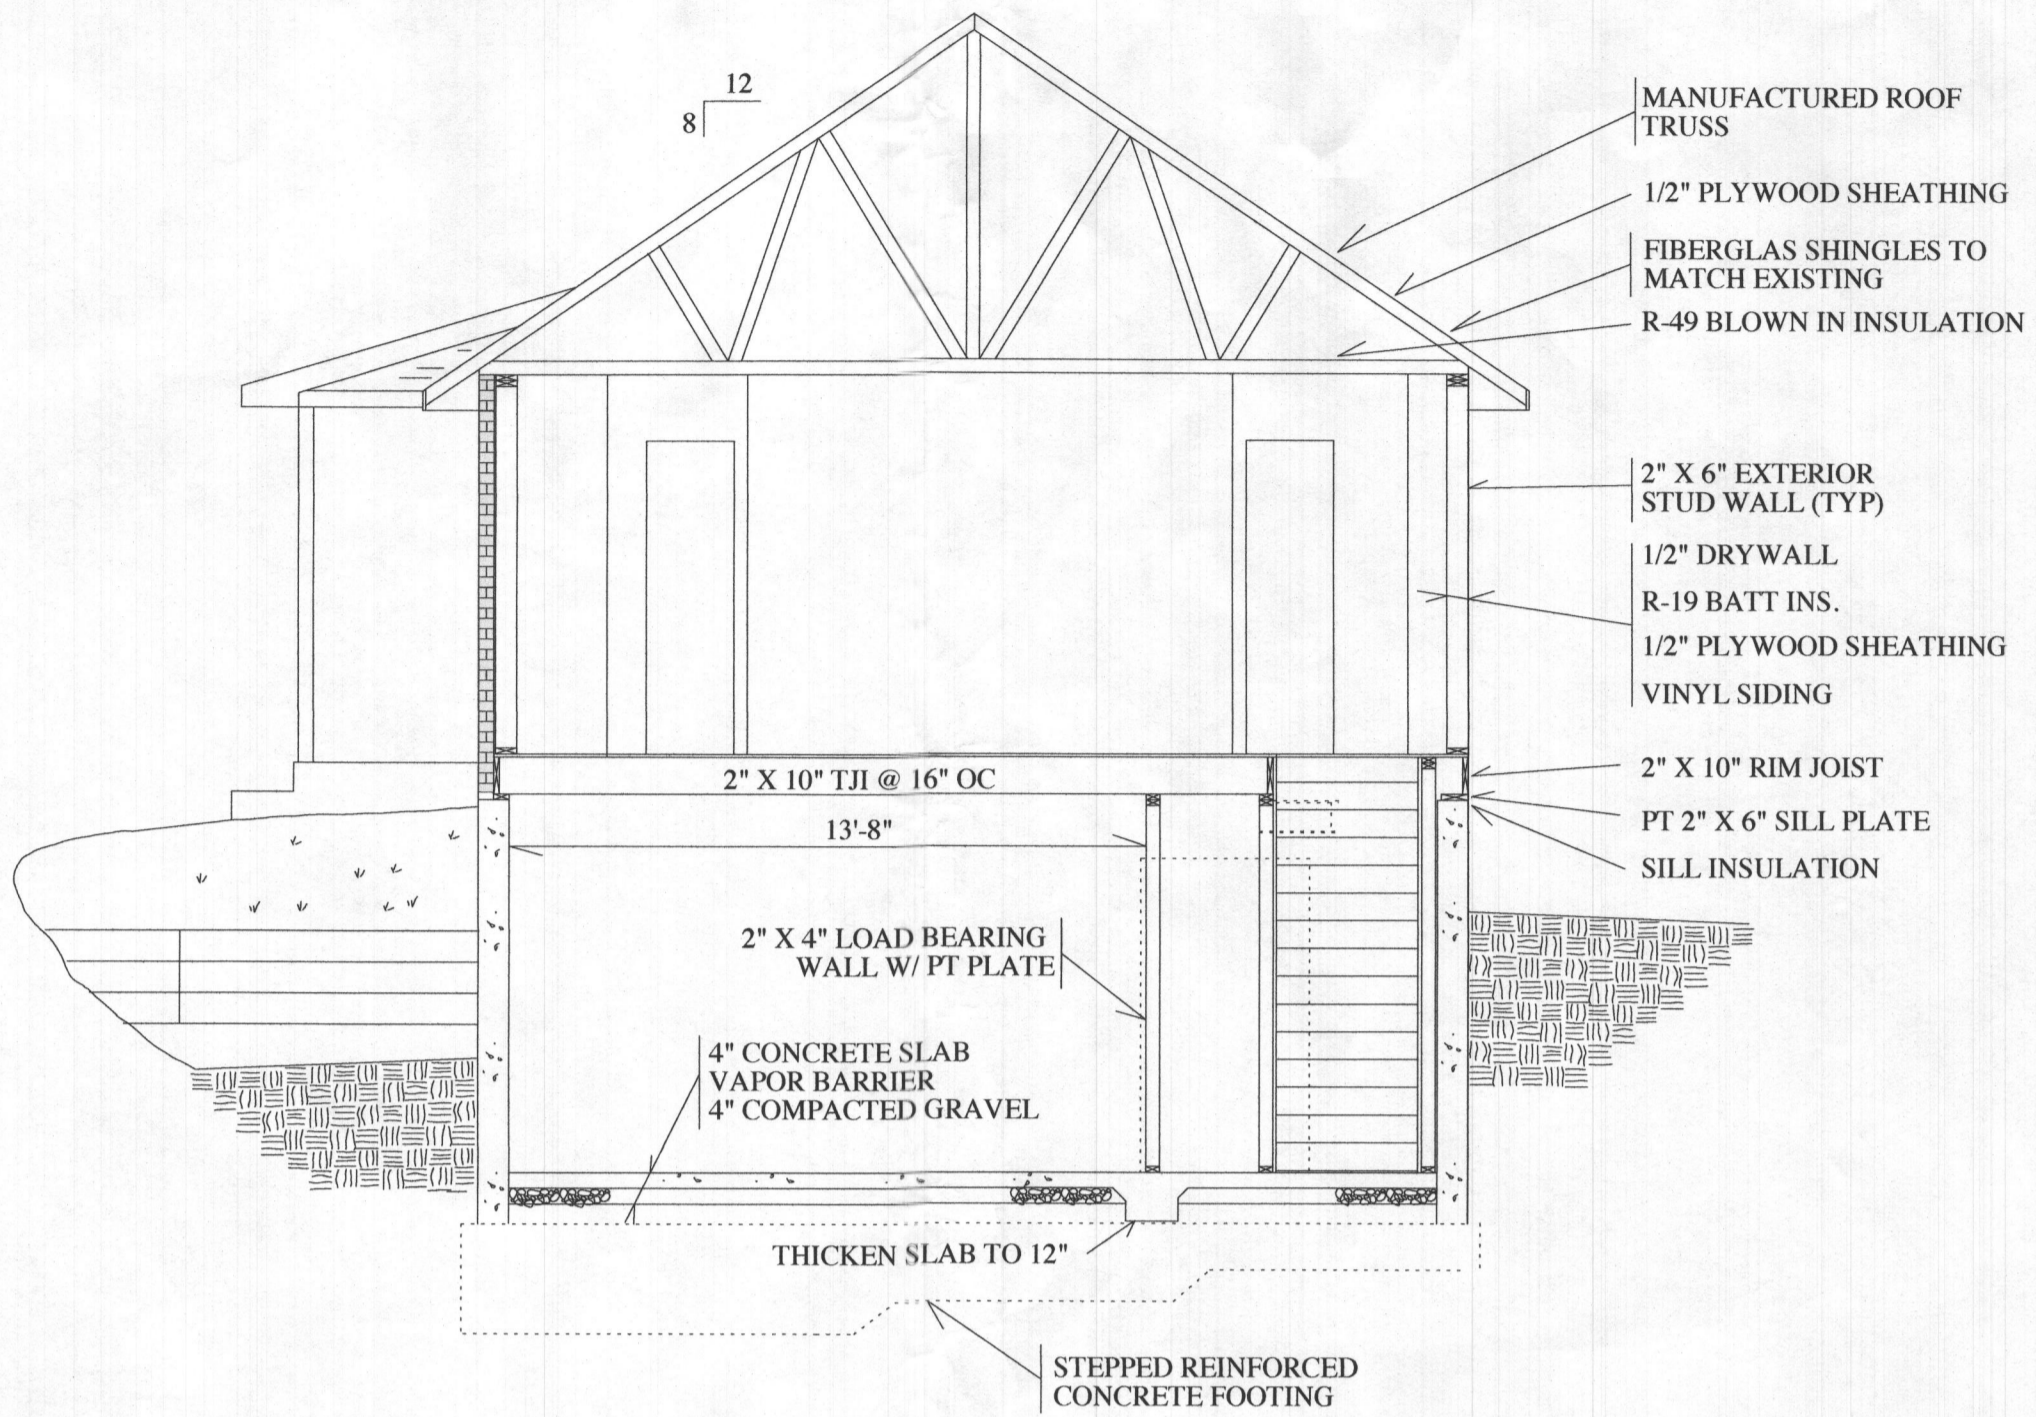 12
8
MANUFACTURED ROOF
TRUSS
1/2" PLYWOOD SHEATHING
FIBERGLAS SHINGLES TO
MATCH EXISTING
R-49 BLOWN IN INSULATION
2" X 6" EXTERIOR
STUD WALL (TYP)
1/2" DRYWALL
R-19 BATT INS.
1/2" PLYWOOD SHEATHING
VINYL SIDING
2" X 10" TJI @ 16" OC
2" X 10" RIM JOIST
PT 2" X 6" SILL PLATE
SILL INSULATION
13'-8"
2" X 4" LOAD BEARING
WALL W/ PT PLATE
4" CONCRETE SLAB
VAPOR BARRIER
4" COMPACTED GRAVEL
THICKEN SLAB TO 12"
STEPPED REINFORCED
CONCRETE FOOTING